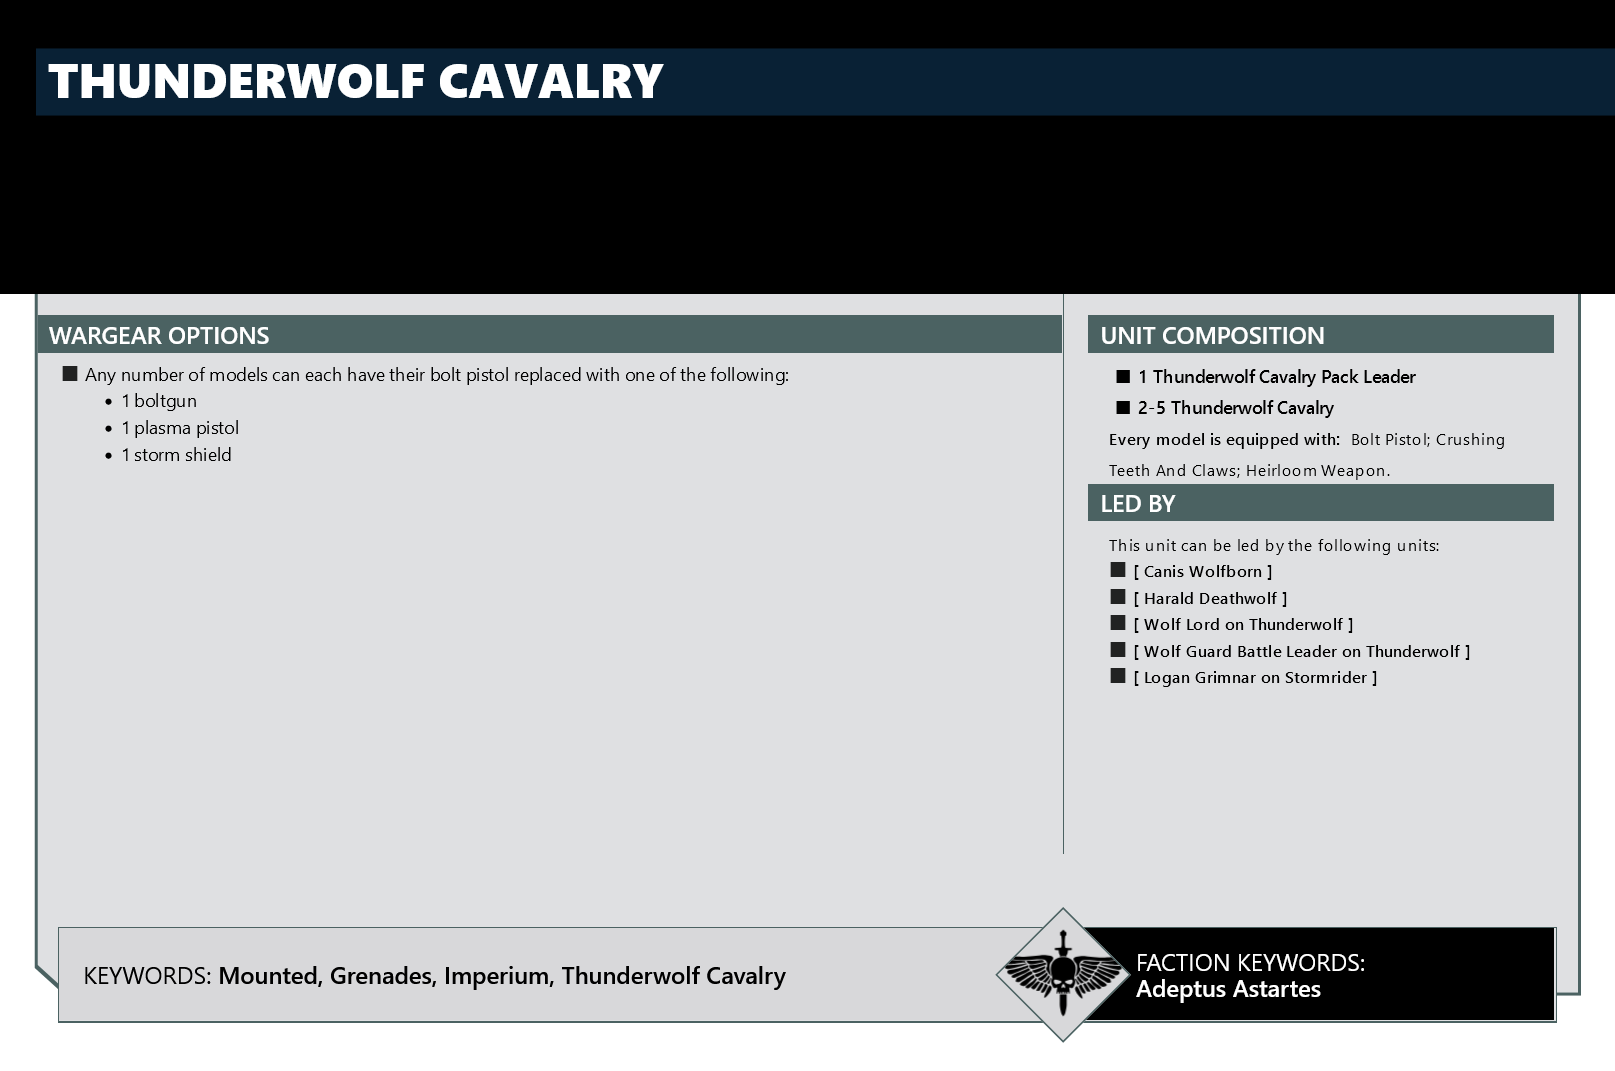 THUNDERWOLF CAVALRY
WARGEAR OPTIONS
■ Any number of models can each have their bolt pistol replaced with one of the following:
• 1 boltgun
• 1 plasma pistol
• 1 storm shield
UNIT COMPOSITION
■ 1 Thunderwolf Cavalry Pack Leader
■ 2-5 Thunderwolf Cavalry
Every model is equipped with: Bolt Pistol; Crushing
Teeth And Claws; Heirloom Weapon.
LED BY
This unit can be led by the following units:
■ [ Canis Wolfborn ]
■ [ Harald Deathwolf ]
■ [ Wolf Lord on Thunderwolf ]
■ [ Wolf Guard Battle Leader on Thunderwolf ]
■ [ Logan Grimnar on Stormrider ]
KEYWORDS: Mounted, Grenades, Imperium, Thunderwolf Cavalry
FACTION KEYWORDS:
Adeptus Astartes